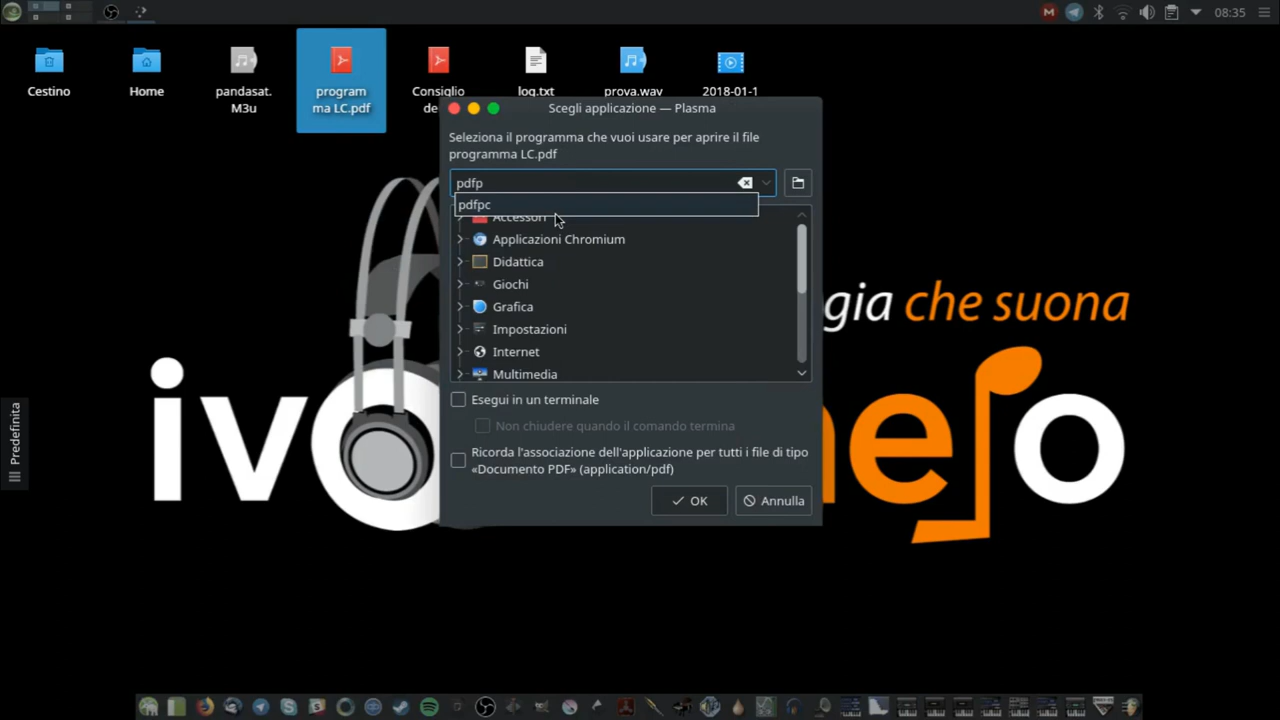 08:35
Cestino
Home
pandasat.
M3u
program
ma LC.pdf
Consiglio
de
log.txt
prova.wav
2018-01-1
Scegli applicazione — Plasma
Seleziona il programma che vuoi usare per aprire il file
programma LC.pdf
pdfp
pdfpc
Accessori
Applicazioni Chromium
Didattica
Giochi
Grafica
Impostazioni
Internet
Multimedia
Esegui in un terminale
Non chiudere quando il comando termina
Ricorda l'associazione dell'applicazione per tutti i file di tipo
«Documento PDF» (application/pdf)
OK
Annulla
Predefinita
gia che suona